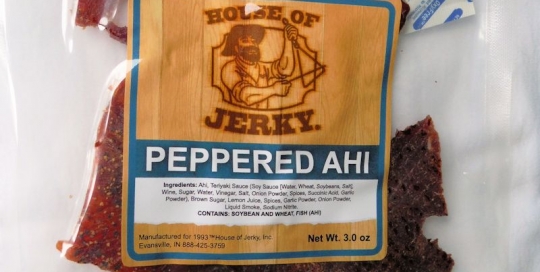 HOUSE OF
JERKY.
PEPPERED AHI
Ingredients: Ahi, Teriyaki Sauce [Soy Sauce [Water, Wheat, Soybeans, Salt],
Wine, Sugar, Water, Vinegar, Salt, Onion Powder, Spices, Succinic Acid, Garlic
Powder], Brown Sugar, Lemon Juice, Spices, Garlic Powder, Onion Powder,
Liquid Smoke, Sodium Nitrite.
CONTAINS: SOYBEAN AND WHEAT, FISH (AHI)
Manufactured for 1993™House of Jerky, Inc
Evansville, IN 888-425-3759
Net Wt. 3.0 oz